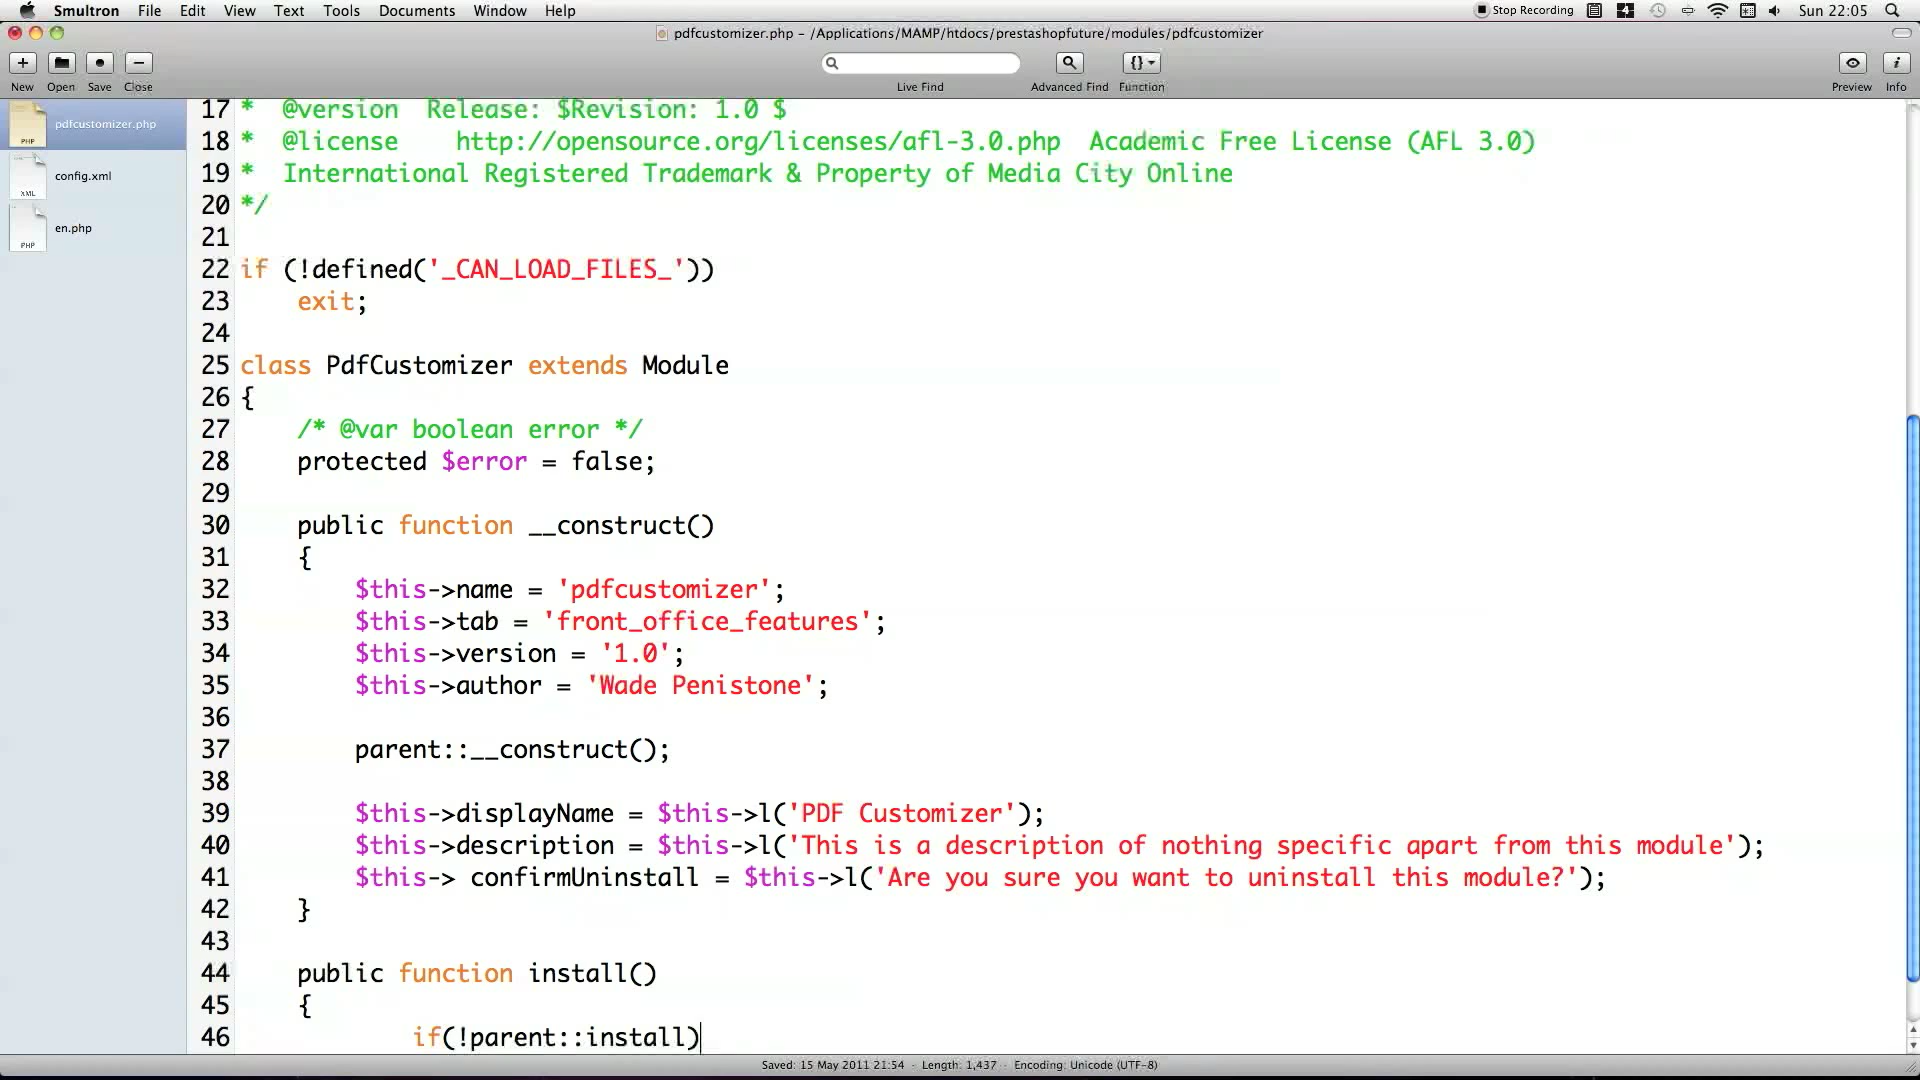 Smultron File Edit View Text Tools Documents Window Help Stop Recording 4 Sun 22:05
pdfcustomizer.php – /Applications/MAMP/htdocs/prestashopfuture/modules/pdfcustomizer
New Open Save Close Live Find Advanced Find {} Function Preview i Info
PHP pdfcustomizer.php
XML config.xml
PHP en.php
17 *  @version  Release: $Revision: 1.0 $
18 *  @license    http://opensource.org/licenses/afl-3.0.php  Academic Free License (AFL 3.0)
19 *  International Registered Trademark & Property of Media City Online
20 */
21
22 if (!defined('_CAN_LOAD_FILES_'))
23     exit;
24
25 class PdfCustomizer extends Module
26 {
27     /* @var boolean error */
28     protected $error = false;
29
30     public function __construct()
31     {
32         $this->name = 'pdfcustomizer';
33         $this->tab = 'front_office_features';
34         $this->version = '1.0';
35         $this->author = 'Wade Penistone';
36
37         parent::__construct();
38
39         $this->displayName = $this->l('PDF Customizer');
40         $this->description = $this->l('This is a description of nothing specific apart from this module');
41         $this-> confirmUninstall = $this->l('Are you sure you want to uninstall this module?');
42     }
43
44     public function install()
45     {
46             if(!parent::install)
Saved: 15 May 2011 21:54 · Length: 1,437 · Encoding: Unicode (UTF-8)